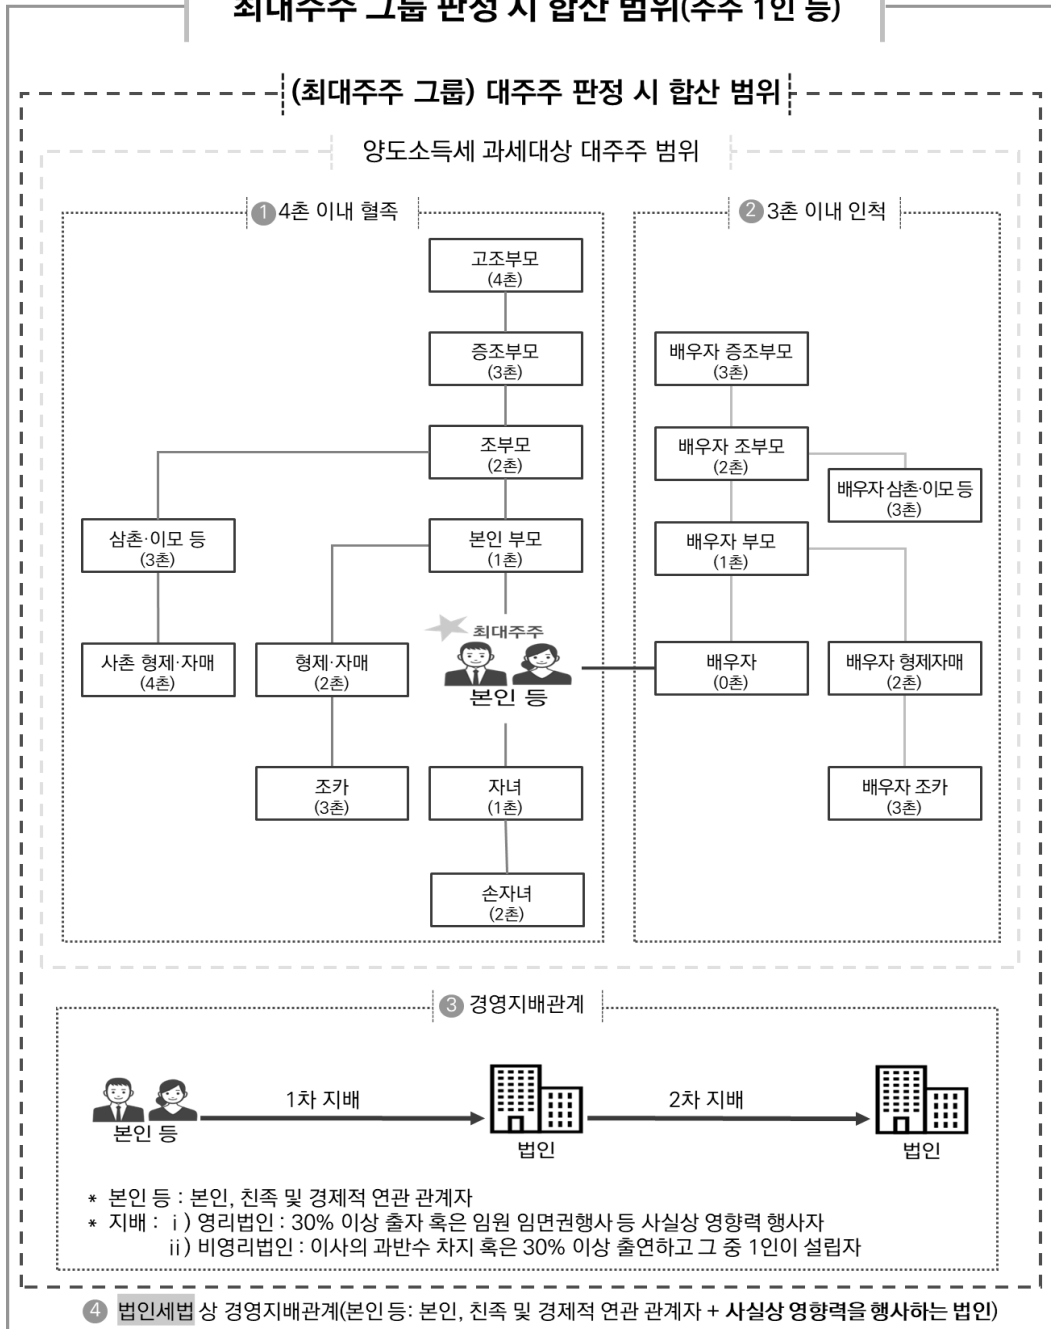 최대주주 그룹 판정 시 합산 범위(주주 1인 등)
(최대주주 그룹) 대주주 판정 시 합산 범위
양도소득세 과세대상 대주주 범위
1 4촌 이내 혈족
2 3촌 이내 인척
고조부모
(4촌)
증조부모
(3촌)
배우자 증조부모
(3촌)
조부모
(2촌)
배우자 조부모
(2촌)
배우자 삼촌·이모 등
(3촌)
삼촌·이모 등
(3촌)
본인 부모
(1촌)
배우자 부모
(1촌)
최대주주
본인 등
사촌 형제·자매
(4촌)
형제·자매
(2촌)
배우자
(0촌)
배우자 형제자매
(2촌)
조카
(3촌)
자녀
(1촌)
배우자 조카
(3촌)
손자녀
(2촌)
3 경영지배관계
본인 등
1차 지배
법인
2차 지배
법인
* 본인 등 : 본인, 친족 및 경제적 연관 관계자
* 지배 : ⅰ) 영리법인 : 30% 이상 출자 혹은 임원 임면권행사 등 사실상 영향력 행사자
ⅱ) 비영리법인 : 이사의 과반수 차지 혹은 30% 이상 출연하고 그 중 1인이 설립자
4 법인세법 상 경영지배관계(본인 등: 본인, 친족 및 경제적 연관 관계자 + 사실상 영향력을 행사하는 법인)